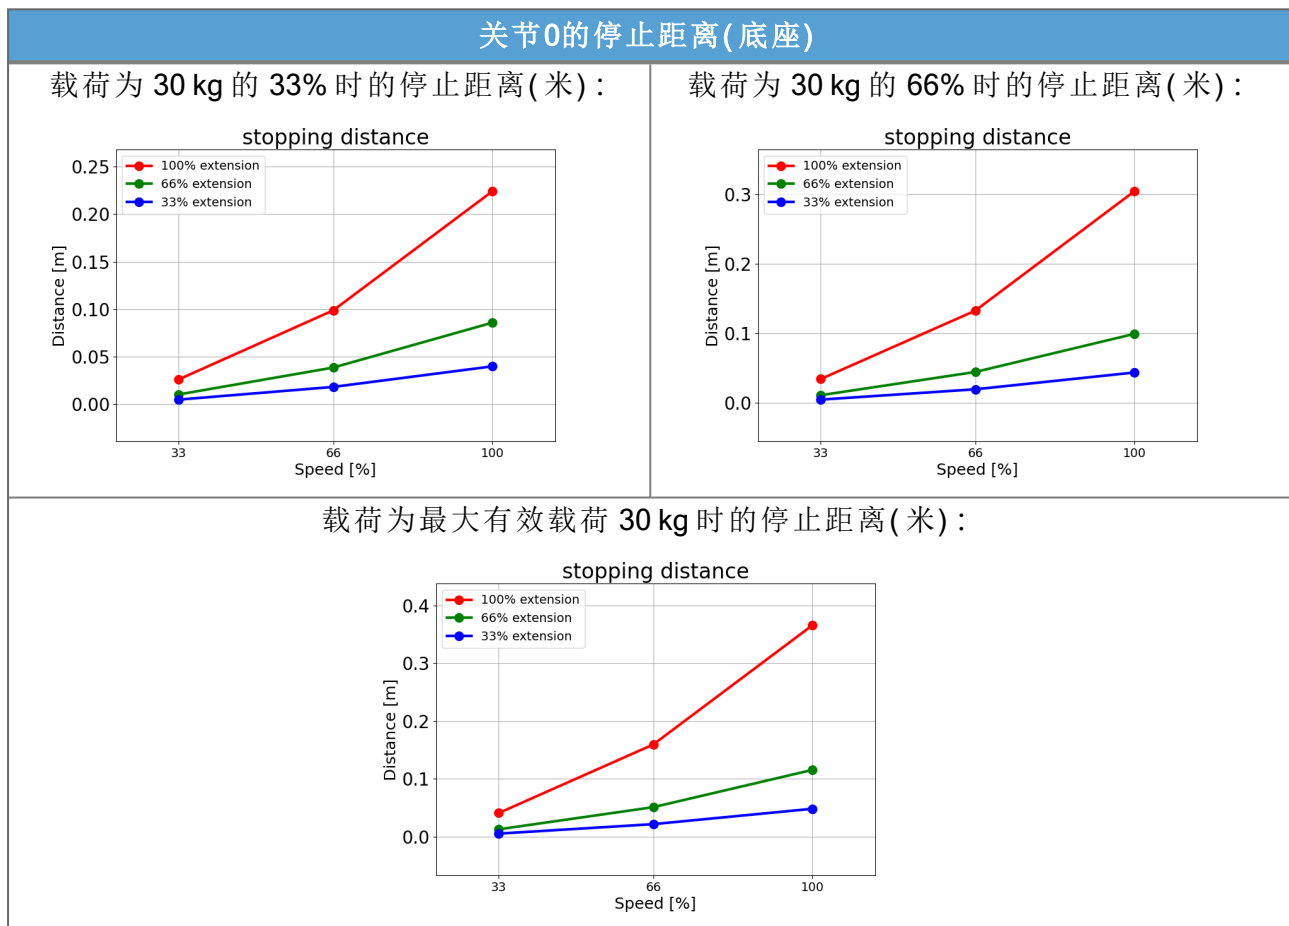 关节0的停止距离(底座)
载荷为 30 kg 的 33% 时的停止距离(米)：
stopping distance
100% extension
66% extension
33% extension
0.25
0.20
0.15
0.10
0.05
0.00
Distance [m]
33 66 100
Speed [%]
载荷为 30 kg 的 66% 时的停止距离(米)：
stopping distance
100% extension
66% extension
33% extension
0.3
0.2
0.1
0.0
Distance [m]
33 66 100
Speed [%]
载荷为最大有效载荷 30 kg 时的停止距离(米)：
stopping distance
100% extension
66% extension
33% extension
0.4
0.3
0.2
0.1
0.0
Distance [m]
33 66 100
Speed [%]